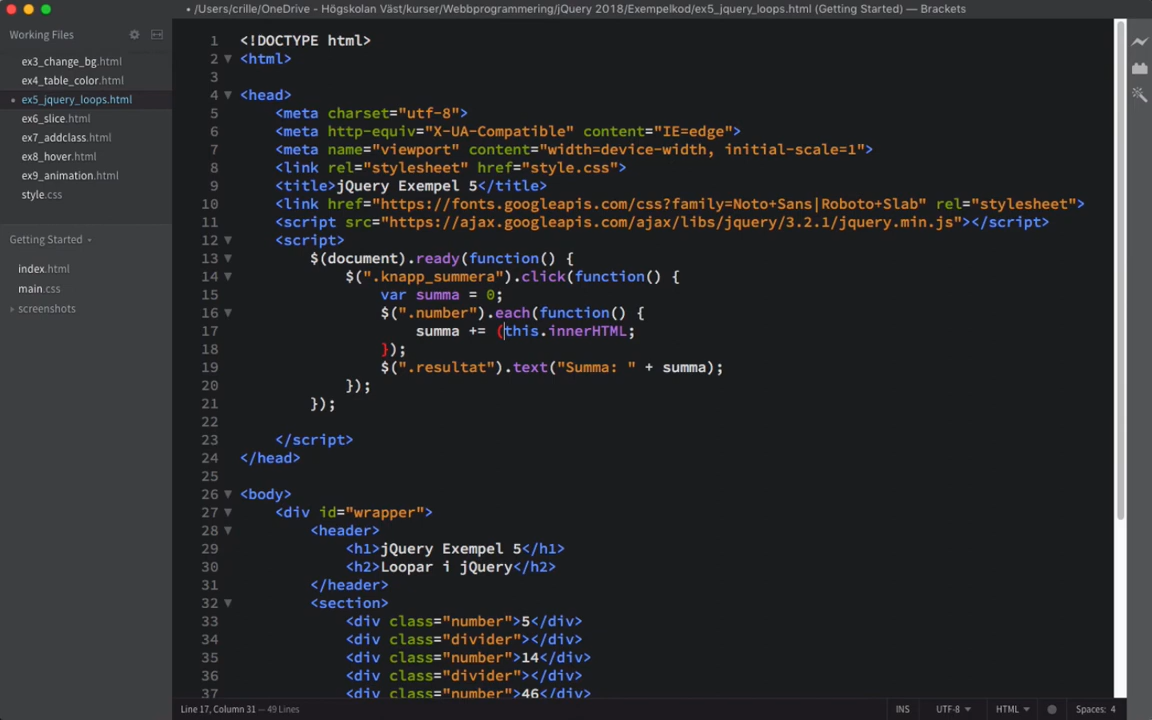 • /Users/crille/OneDrive - Högskolan Väst/kurser/Webbprogrammering/jQuery 2018/Exempelkod/ex5_jquery_loops.html (Getting Started) — Brackets
Working Files
ex3_change_bg.html
ex4_table_color.html
• ex5_jquery_loops.html
ex6_slice.html
ex7_addclass.html
ex8_hover.html
ex9_animation.html
style.css
Getting Started
index.html
main.css
screenshots
1 <!DOCTYPE html>
2 <html>
3
4 <head>
5 <meta charset="utf-8">
6 <meta http-equiv="X-UA-Compatible" content="IE=edge">
7 <meta name="viewport" content="width=device-width, initial-scale=1">
8 <link rel="stylesheet" href="style.css">
9 <title>jQuery Exempel 5</title>
10 <link href="https://fonts.googleapis.com/css?family=Noto+Sans|Roboto+Slab" rel="stylesheet">
11 <script src="https://ajax.googleapis.com/ajax/libs/jquery/3.2.1/jquery.min.js"></script>
12 <script>
13 $(document).ready(function() {
14 $(".knapp_summera").click(function() {
15 var summa = 0;
16 $(".number").each(function() {
17 summa += (this.innerHTML;
18 });
19 $(".resultat").text("Summa: " + summa);
20 });
21 });
22
23 </script>
24 </head>
25
26 <body>
27 <div id="wrapper">
28 <header>
29 <h1>jQuery Exempel 5</h1>
30 <h2>Loopar i jQuery</h2>
31 </header>
32 <section>
33 <div class="number">5</div>
34 <div class="divider"></div>
35 <div class="number">14</div>
36 <div class="divider"></div>
37 <div class="number">46</div>
Line 17, Column 31 — 49 Lines
INS
UTF-8
HTML
Spaces: 4